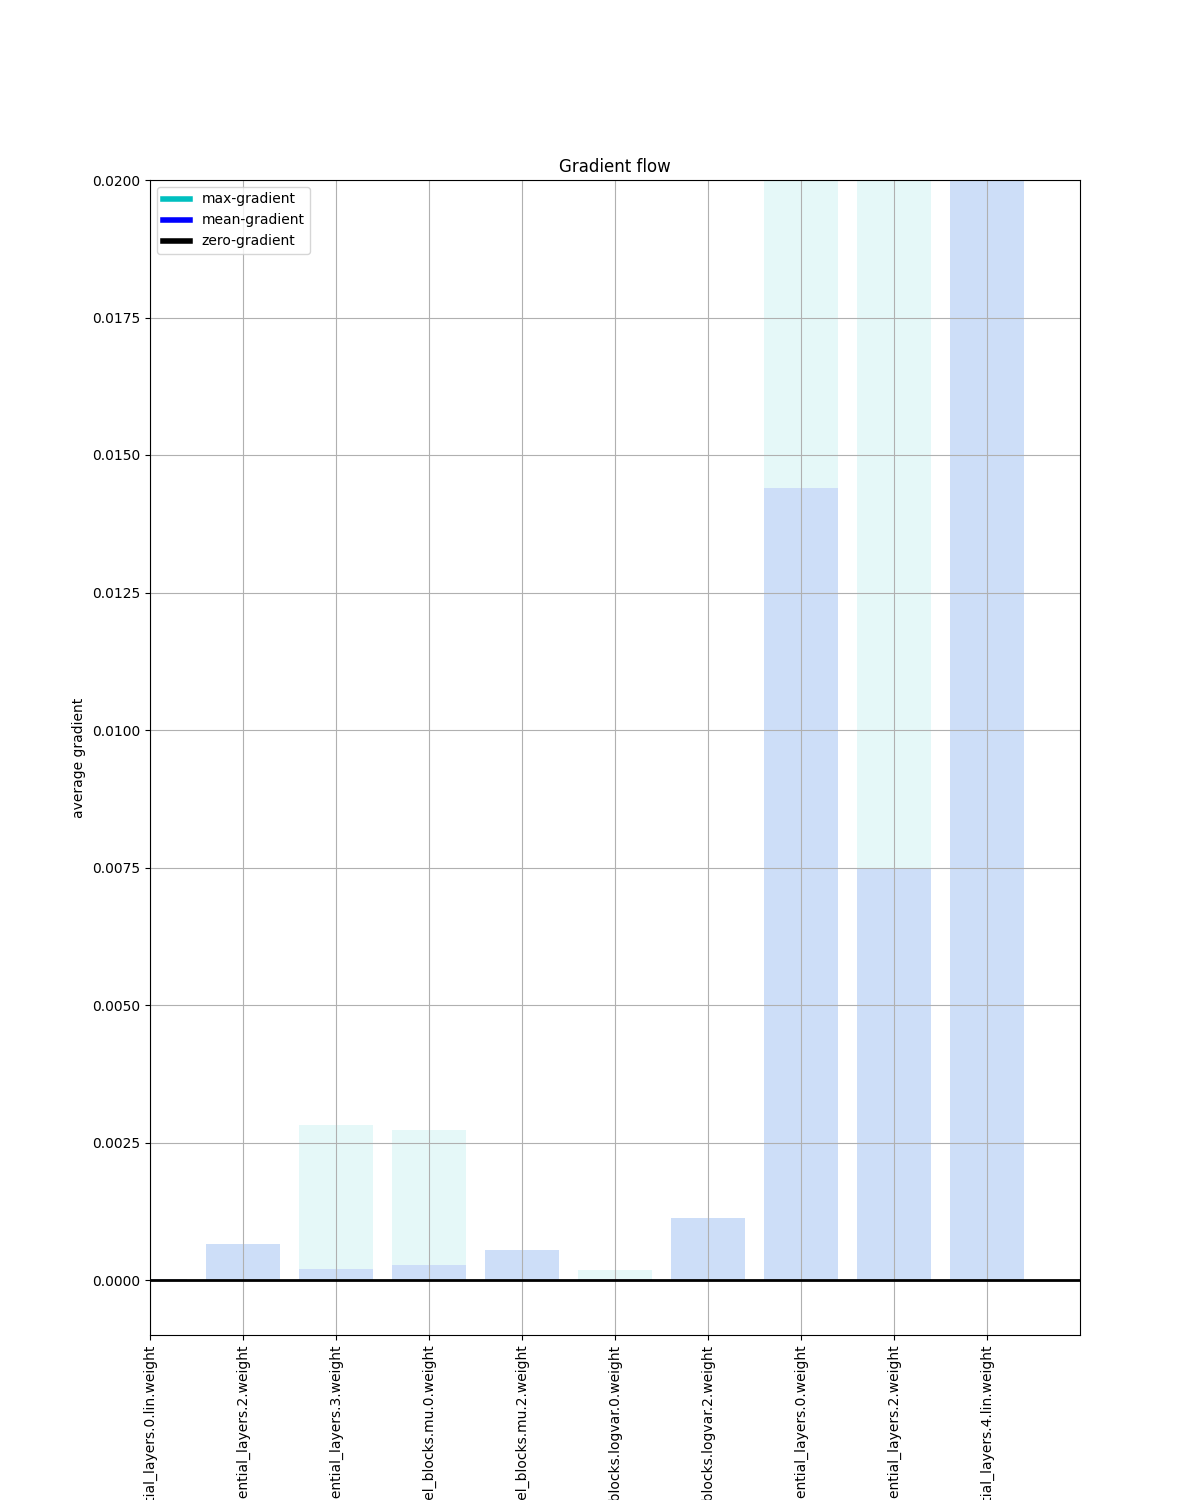 Gradient flow
max-gradient
mean-gradient
zero-gradient
0.0200
0.0175
0.0150
0.0125
0.0100
0.0075
0.0050
0.0025
0.0000
average gradient
tial_layers.0.lin.weight
ential_layers.2.weight
ential_layers.3.weight
el_blocks.mu.0.weight
el_blocks.mu.2.weight
blocks.logvar.0.weight
blocks.logvar.2.weight
ential_layers.0.weight
ential_layers.2.weight
tial_layers.4.lin.weight